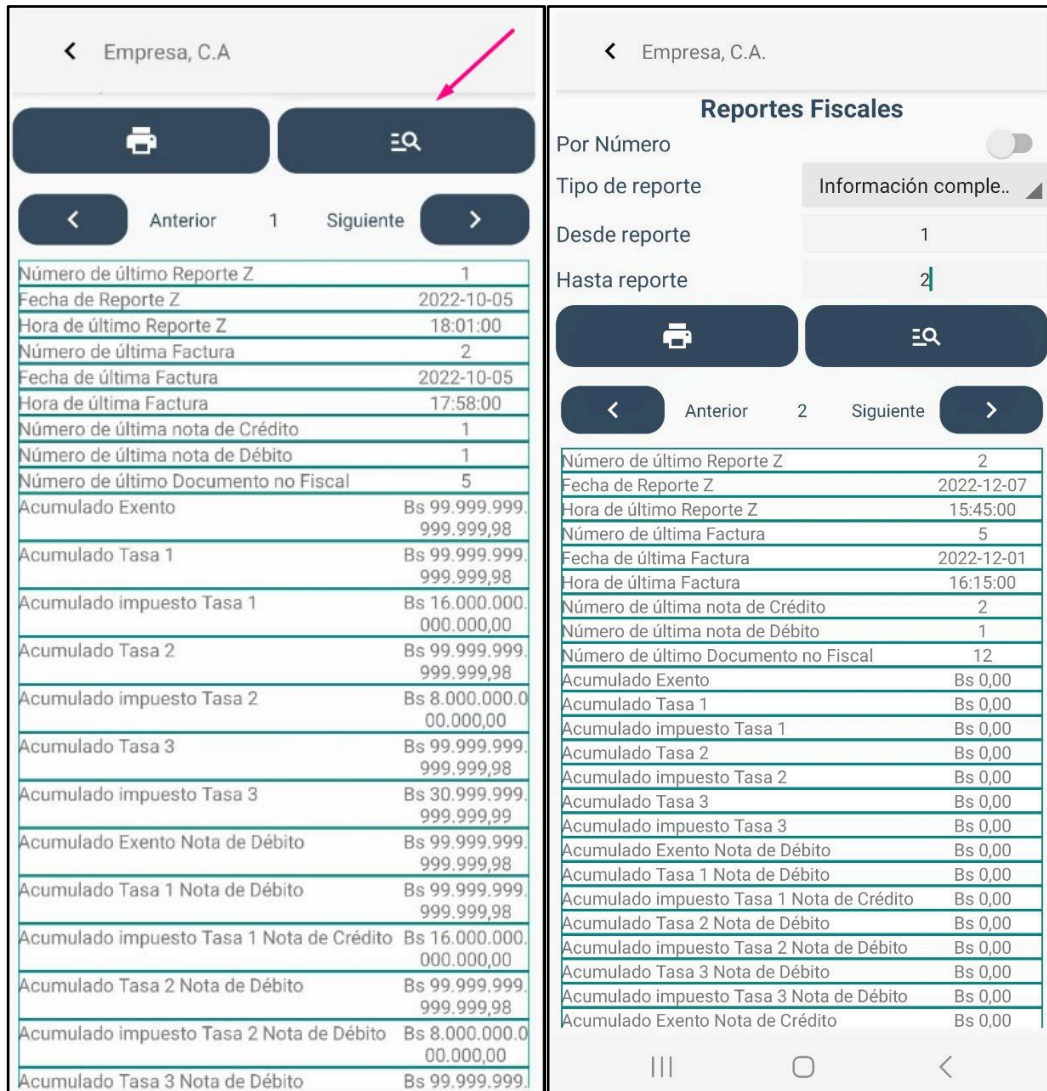 Empresa, C.A
Anterior 1 Siguiente
Número de último Reporte Z 1
Fecha de Reporte Z 2022-10-05
Hora de último Reporte Z 18:01:00
Número de última Factura 2
Fecha de última Factura 2022-10-05
Hora de última Factura 17:58:00
Número de última nota de Crédito 1
Número de última nota de Débito 1
Número de último Documento no Fiscal 5
Acumulado Exento Bs 99.999.999.
999.999,98
Acumulado Tasa 1 Bs 99.999.999.
999.999,98
Acumulado impuesto Tasa 1 Bs 16.000.000.
000.000,00
Acumulado Tasa 2 Bs 99.999.999.
999.999,98
Acumulado impuesto Tasa 2 Bs 8.000.000.0
00.000,00
Acumulado Tasa 3 Bs 99.999.999.
999.999,98
Acumulado impuesto Tasa 3 Bs 30.999.999.
999.999,99
Acumulado Exento Nota de Débito Bs 99.999.999.
999.999,98
Acumulado Tasa 1 Nota de Débito Bs 99.999.999.
999.999,98
Acumulado impuesto Tasa 1 Nota de Crédito Bs 16.000.000.
000.000,00
Acumulado Tasa 2 Nota de Débito Bs 99.999.999.
999.999,98
Acumulado impuesto Tasa 2 Nota de Débito Bs 8.000.000.0
00.000,00
Acumulado Tasa 3 Nota de Débito Bs 99.999.999.
Empresa, C.A.
Reportes Fiscales
Por Número
Tipo de reporte Información comple..
Desde reporte 1
Hasta reporte 2
Anterior 2 Siguiente
Número de último Reporte Z 2
Fecha de Reporte Z 2022-12-07
Hora de último Reporte Z 15:45:00
Número de última Factura 5
Fecha de última Factura 2022-12-01
Hora de última Factura 16:15:00
Número de última nota de Crédito 2
Número de última nota de Débito 1
Número de último Documento no Fiscal 12
Acumulado Exento Bs 0,00
Acumulado Tasa 1 Bs 0,00
Acumulado impuesto Tasa 1 Bs 0,00
Acumulado Tasa 2 Bs 0,00
Acumulado impuesto Tasa 2 Bs 0,00
Acumulado Tasa 3 Bs 0,00
Acumulado impuesto Tasa 3 Bs 0,00
Acumulado Exento Nota de Débito Bs 0,00
Acumulado Tasa 1 Nota de Débito Bs 0,00
Acumulado impuesto Tasa 1 Nota de Crédito Bs 0,00
Acumulado Tasa 2 Nota de Débito Bs 0,00
Acumulado impuesto Tasa 2 Nota de Débito Bs 0,00
Acumulado Tasa 3 Nota de Débito Bs 0,00
Acumulado impuesto Tasa 3 Nota de Débito Bs 0,00
Acumulado Exento Nota de Crédito Bs 0,00